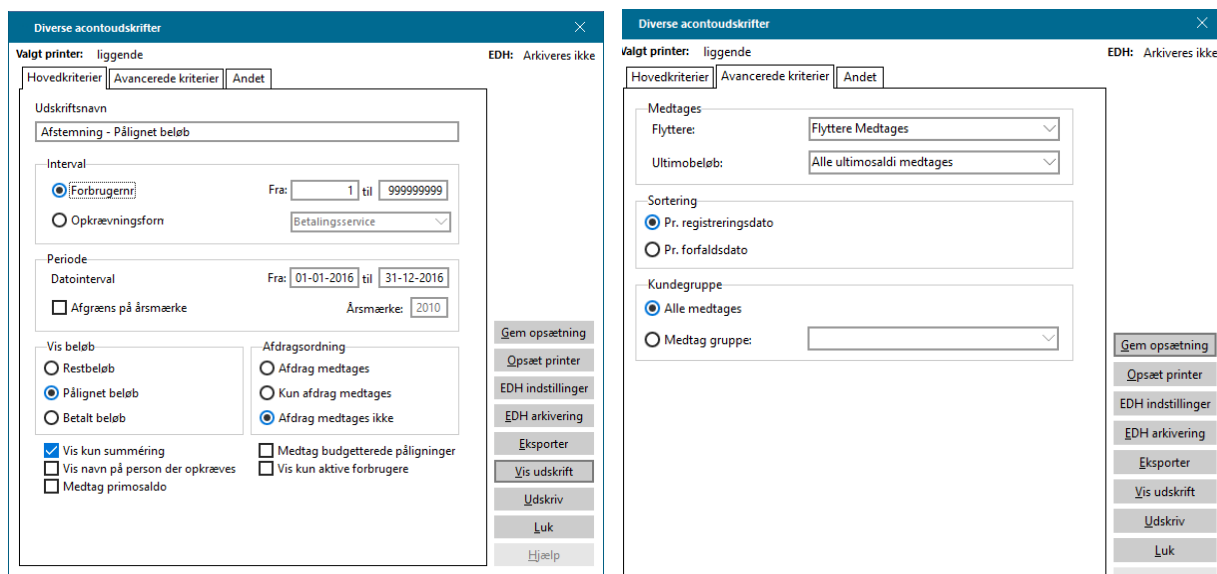 Diverse acontoudskrifter
Valgt printer: liggende
EDH: Arkiveres ikke
Hovedkriterier
Avancerede kriterier
Andet
Udskriftsnavn
Afstemning - Pålignet beløb
Interval
Forbrugernr
Fra: 1 til 999999999
Opkrævningsforn
Betalingsservice
Periode
Datointerval
Fra: 01-01-2016 til 31-12-2016
Afgræns på årsmærke
Årsmærke: 2010
Vis beløb
Restbeløb
Pålignet beløb
Betalt beløb
Afdragsordning
Afdrag medtages
Kun afdrag medtages
Afdrag medtages ikke
Vis kun summéring
Vis navn på person der opkræves
Medtag primosaldo
Medtag budgetterede påligninger
Vis kun aktive forbrugere
Gem opsætning
Opsæt printer
EDH indstillinger
EDH arkivering
Eksporter
Vis udskrift
Udskriv
Luk
Hjælp
Diverse acontoudskrifter
Valgt printer: liggende
EDH: Arkiveres ikke
Hovedkriterier
Avancerede kriterier
Andet
Medtages
Flyttere:
Flyttere Medtages
Ultimobeløb:
Alle ultimosaldi medtages
Sortering
Pr. registreringsdato
Pr. forfaldsdato
Kundegruppe
Alle medtages
Medtag gruppe:
Gem opsætning
Opsæt printer
EDH indstillinger
EDH arkivering
Eksporter
Vis udskrift
Udskriv
Luk